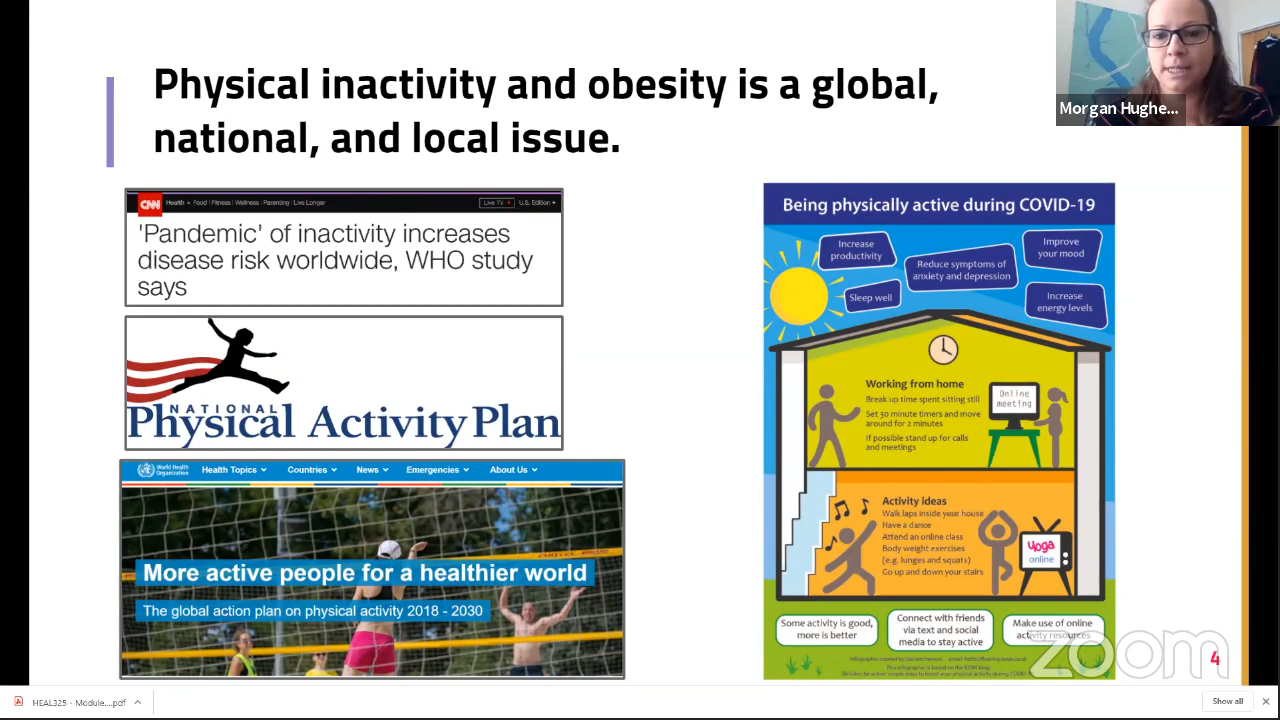 Physical inactivity and obesity is a global,
national, and local issue.
Morgan Hughe...
CNN Health » Food | Fitness | Wellness | Parenting | Live Longer Live TV U.S. Edition
'Pandemic' of inactivity increases
disease risk worldwide, WHO study
says
NATIONAL
Physical Activity Plan
World Health
Organization
Health Topics Countries News Emergencies About Us
More active people for a healthier world
The global action plan on physical activity 2018 - 2030
Being physically active during COVID-19
Increase
productivity
Reduce symptoms of
anxiety and depression
Improve
your mood
Sleep well
Increase
energy levels
Working from home
Break up time spent sitting still
Set 30 minute timers and move
around for 2 minutes
If possible stand up for calls
and meetings
Online
meeting
Activity ideas
Walk laps inside your house
Have a dance
Attend an online class
Body weight exercises
(e.g. lunges and squats)
Go up and down your stairs
yoga
online
Some activity is good,
more is better
Connect with friends
via text and social
media to stay active
Make use of online
activity resources
zoom
4
HEAL325 - Module....pdf
Show all